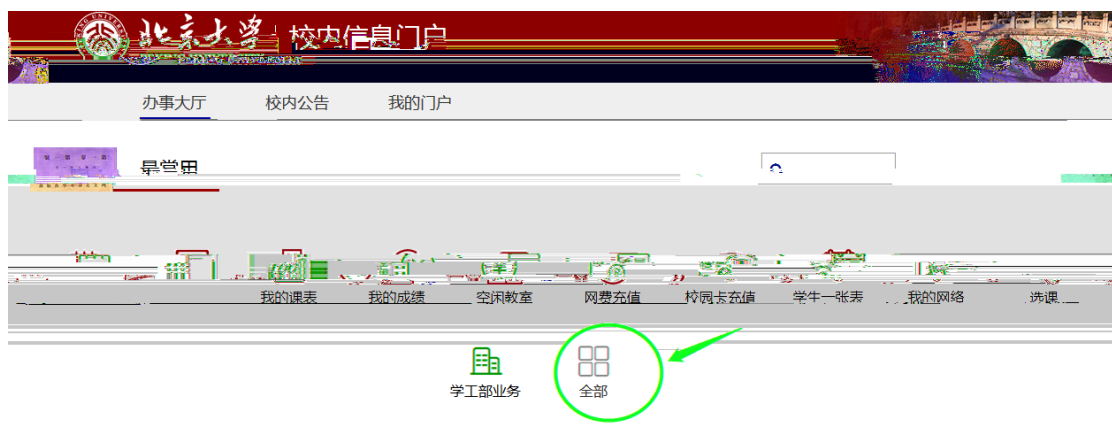 北京大学 校内信息门户
办事大厅 校内公告 我的门户
最常用
我的课表 我的成绩 空闲教室 网费充值 校园卡充值 学生一张表 我的网络 选课
学工部业务 全部